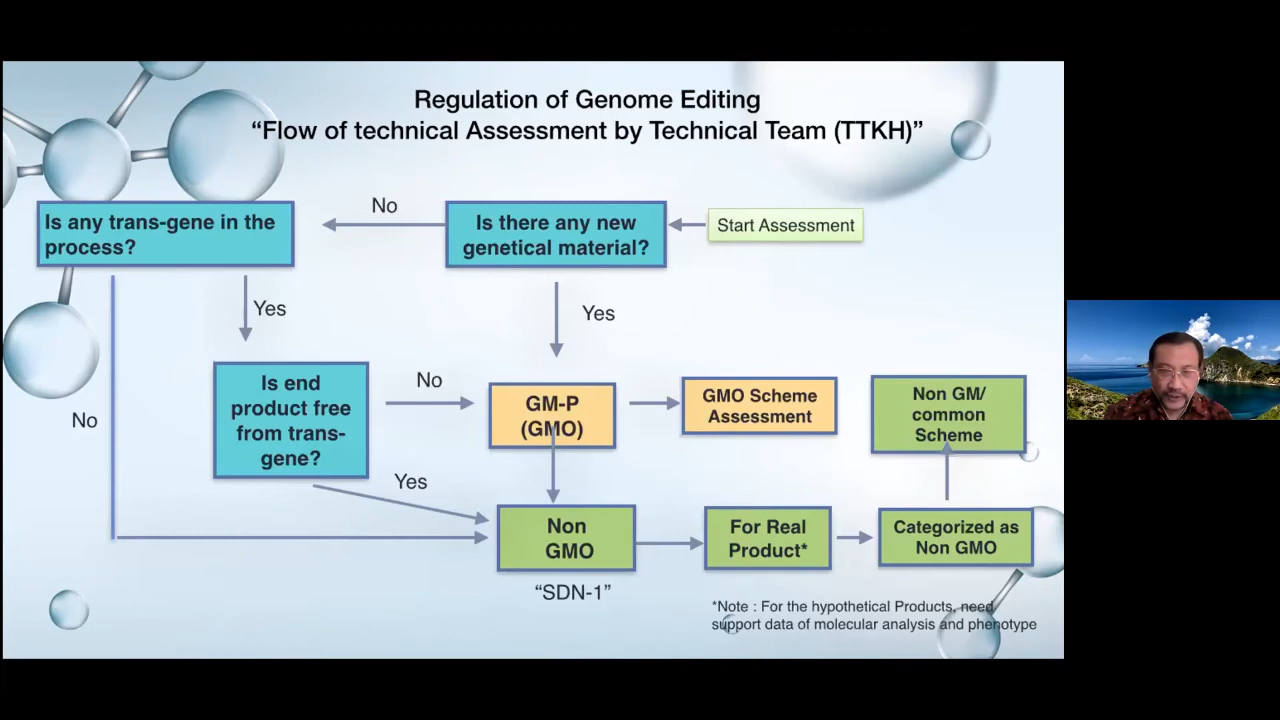 Regulation of Genome Editing
“Flow of technical Assessment by Technical Team (TTKH)”
Is any trans-gene in the
process?
No
Is there any new
genetical material?
Start Assessment
Yes
Yes
Is end
product free
from trans-
gene?
No
GM-P
(GMO)
GMO Scheme
Assessment
Non GM/
common
Scheme
No
Yes
Non
GMO
For Real
Product*
Categorized as
Non GMO
“SDN-1”
*Note : For the hypothetical Products, need
support data of molecular analysis and phenotype